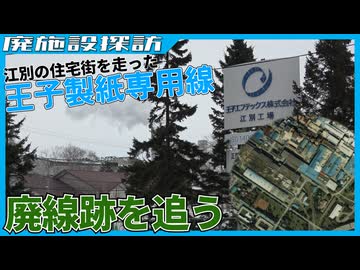 廃施設探訪
江別の住宅街を走った
王子製紙専用線
王子エフテックス株式会社
江別工場
廃線跡を追う